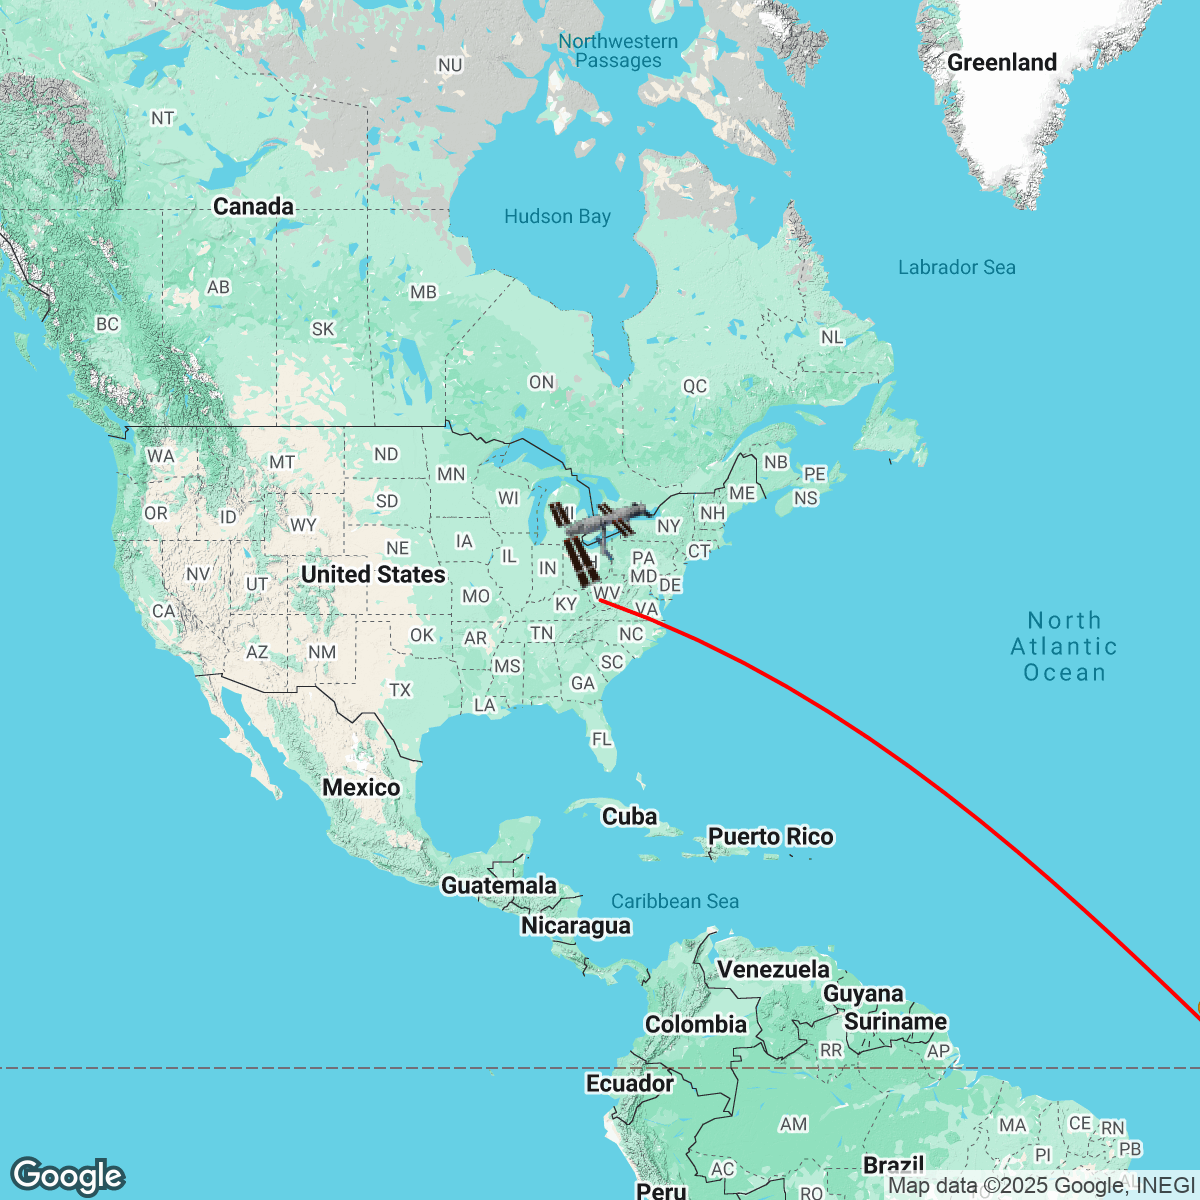 Northwestern
Passages
Greenland
NU
NT
Canada
Hudson Bay
Labrador Sea
AB
MB
BC
SK
NL
ON
QC
WA
MT
ND
MN
NB
PE
WI
ME
NS
SD
OR
ID
WY
MI
NH
NY
IA
NE
IL
CT
IN
PA
NV
UT
United States
MD
DE
MO
KY
WV
VA
CA
OK
AR
TN
NC
AZ
NM
MS
SC
TX
GA
LA
FL
North
Atlantic
Ocean
Mexico
Cuba
Puerto Rico
Guatemala
Caribbean Sea
Nicaragua
Venezuela
Guyana
Suriname
Colombia
RR
AP
Ecuador
AM
MA
CE
RN
PB
PI
AC
Brazil
AL
Peru
RO
TO
Google
Map data ©2025 Google, INEGI